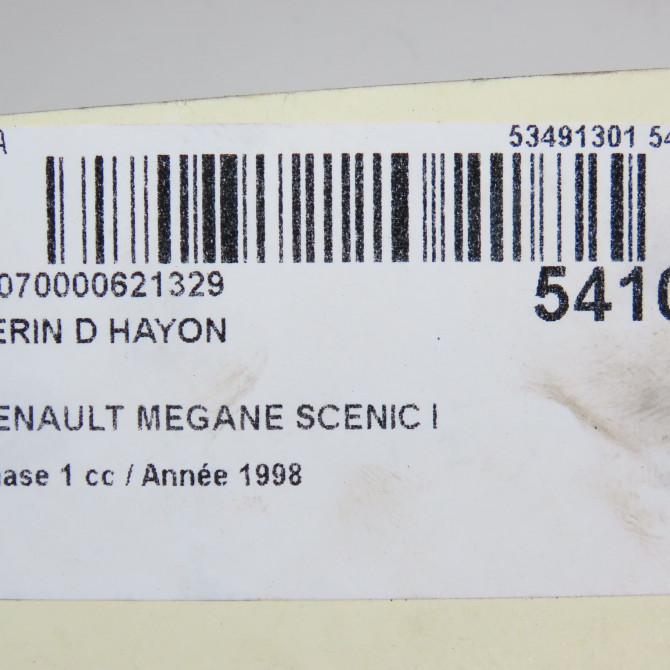 A 53491301 54
070000621329 5410
ERIN D HAYON
ENAULT MEGANE SCENIC I
ase 1 cc / Année 1998